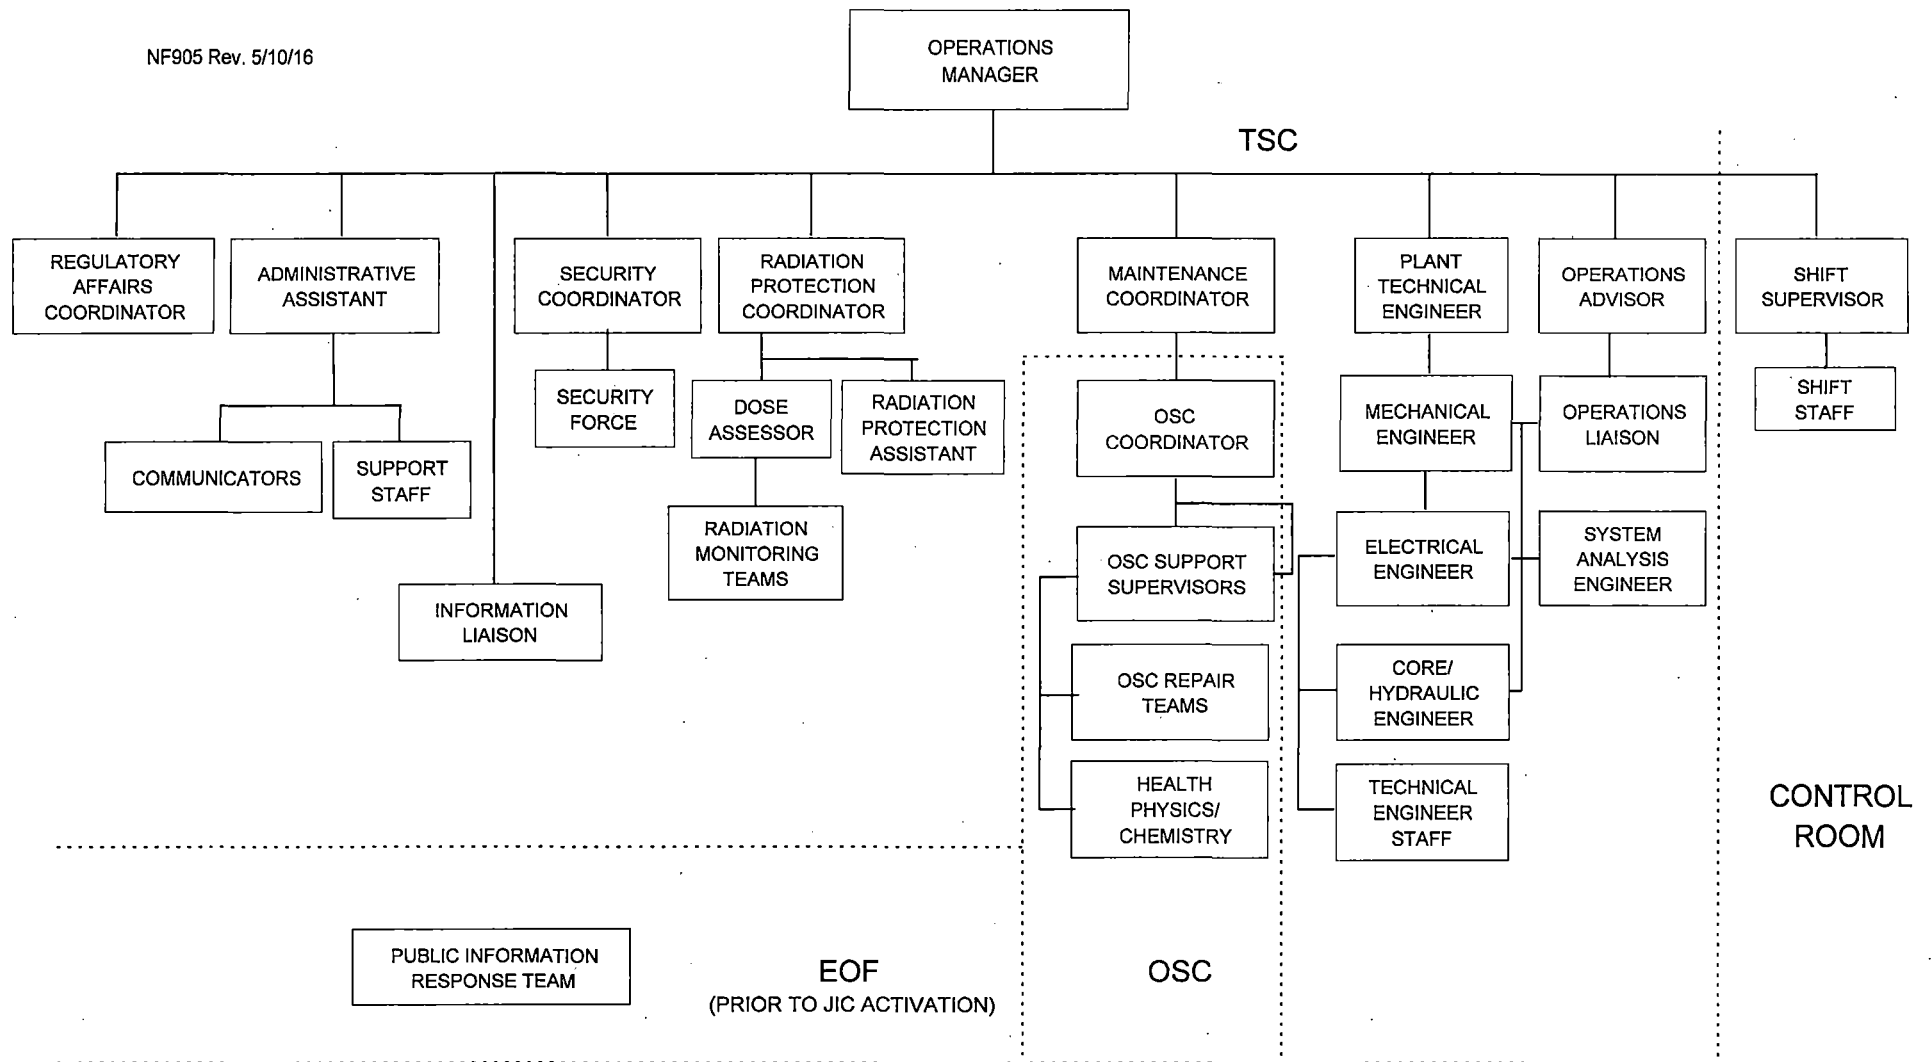 NF905 Rev. 5/10/16
OPERATIONS
MANAGER
TSC
REGULATORY
AFFAIRS
COORDINATOR
ADMINISTRATIVE
ASSISTANT
SECURITY
COORDINATOR
RADIATION
PROTECTION
COORDINATOR
MAINTENANCE
COORDINATOR
PLANT
TECHNICAL
ENGINEER
OPERATIONS
ADVISOR
SHIFT
SUPERVISOR
COMMUNICATORS
SUPPORT
STAFF
SECURITY
FORCE
DOSE
ASSESSOR
RADIATION
PROTECTION
ASSISTANT
OSC
COORDINATOR
MECHANICAL
ENGINEER
OPERATIONS
LIAISON
SHIFT
STAFF
RADIATION
MONITORING
TEAMS
OSC SUPPORT
SUPERVISORS
ELECTRICAL
ENGINEER
SYSTEM
ANALYSIS
ENGINEER
INFORMATION
LIAISON
OSC REPAIR
TEAMS
CORE/
HYDRAULIC
ENGINEER
HEALTH
PHYSICS/
CHEMISTRY
TECHNICAL
ENGINEER
STAFF
CONTROL
ROOM
PUBLIC INFORMATION
RESPONSE TEAM
EOF
(PRIOR TO JIC ACTIVATION)
OSC